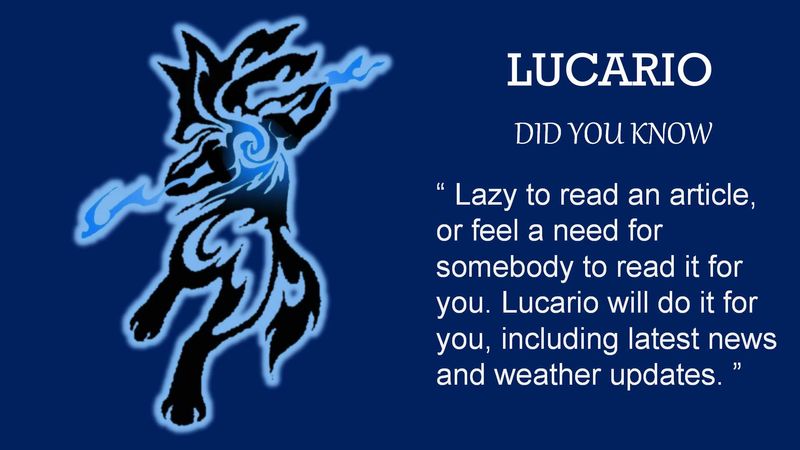 LUCARIO
DID YOU KNOW
“ Lazy to read an article,
or feel a need for
somebody to read it for
you. Lucario will do it for
you, including latest news
and weather updates. ”